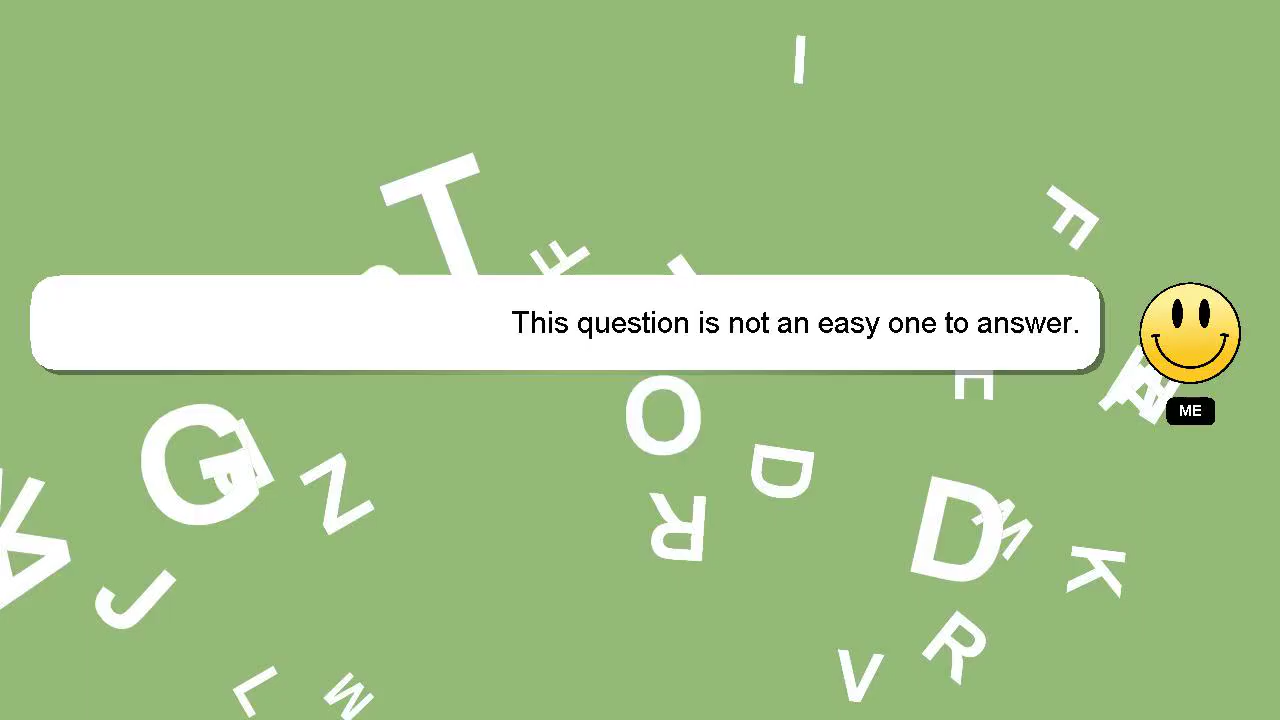 I
T
F
F
This question is not an easy one to answer.
ME
O
G
N
D
R
D
M
K
J
R
V
L
M